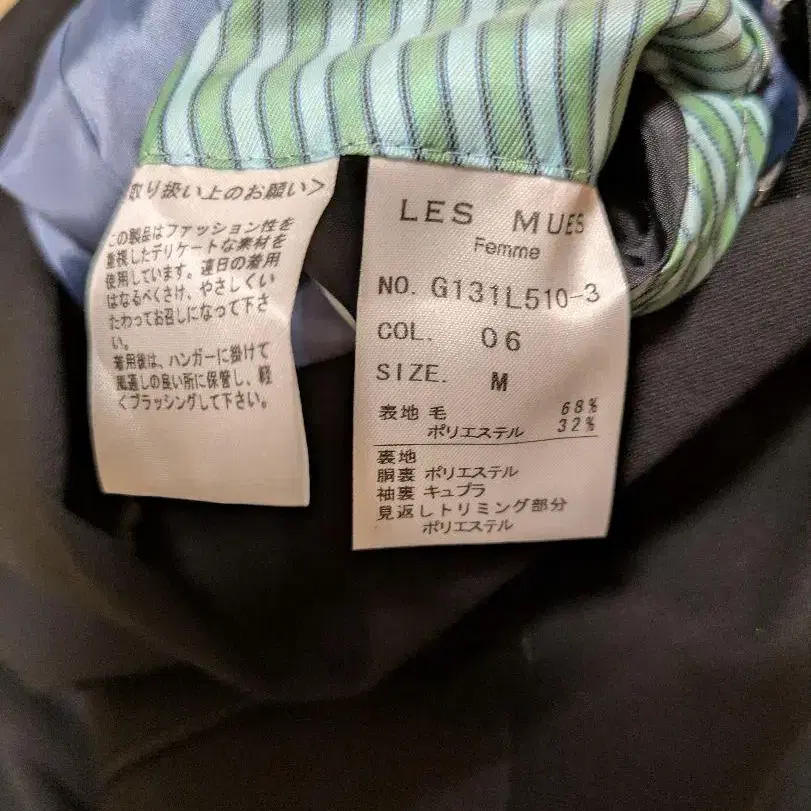 取り扱い上のお願い>
この製品はファッション性を
重視したデリケートな素材を
使用しています。連日の着用
はなるべくさけ、やさしくい
たわってお召しになって下さ
い。
着用後は、ハンガーに掛けて
風通しの良い所に保管し、軽
くブラッシングして下さい。
LES MUES
Femme
NO. G131L510-3
COL. 06
SIZE. M
表地 毛 68%
ポリエステル 32%
裏地
胴裏 ポリエステル
袖裏 キュプラ
見返しトリミング部分
ポリエステル